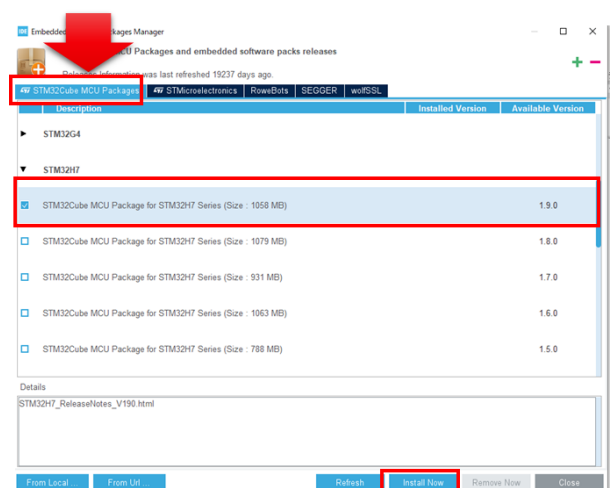 IDE Embedded kages Manager
MCU Packages and embedded software packs releases
Releases Information was last refreshed 19237 days ago.
STM32Cube MCU Packages STMicroelectronics RoweBots SEGGER wolfSSL
Description Installed Version Available Version
STM32G4
STM32H7
STM32Cube MCU Package for STM32H7 Series (Size : 1058 MB) 1.9.0
STM32Cube MCU Package for STM32H7 Series (Size : 1079 MB) 1.8.0
STM32Cube MCU Package for STM32H7 Series (Size : 931 MB) 1.7.0
STM32Cube MCU Package for STM32H7 Series (Size : 1063 MB) 1.6.0
STM32Cube MCU Package for STM32H7 Series (Size : 788 MB) 1.5.0
Details
STM32H7_ReleaseNotes_V190.html
From Local ... From Url ... Refresh Install Now Remove Now Close